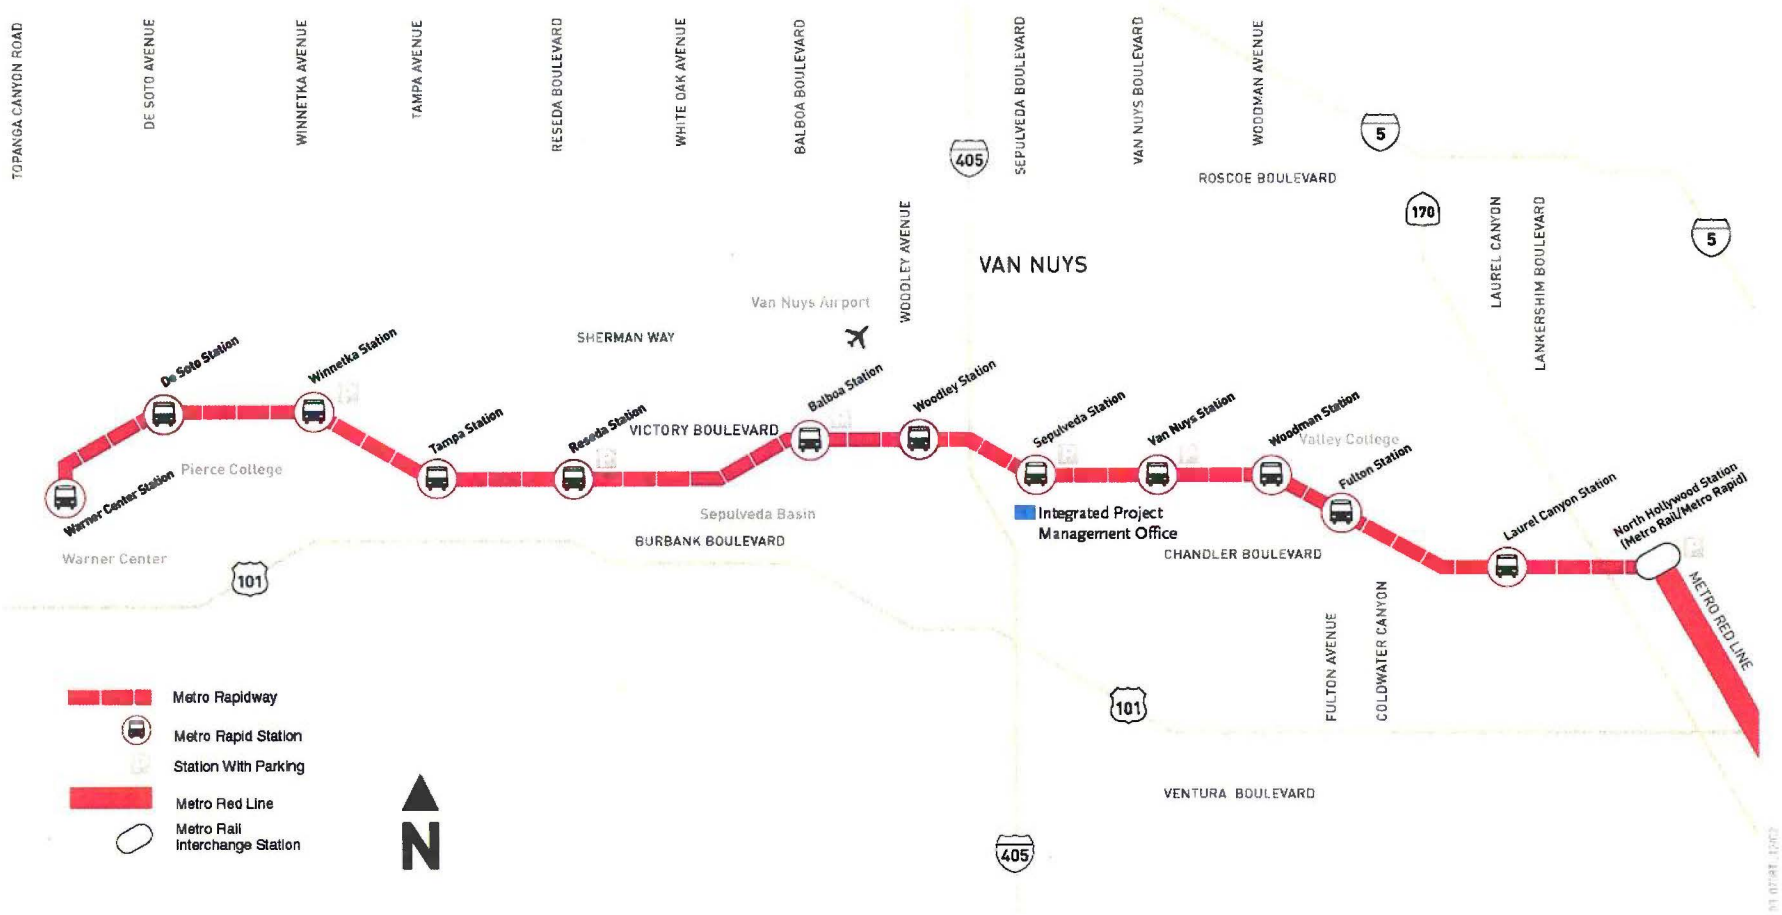 TOPANGA CANYON ROAD
DE SOTO AVENUE
WINNETKA AVENUE
TAMPA AVENUE
RESEDA BOULEVARD
WHITE OAK AVENUE
BALBOA BOULEVARD
SEPULVEDA BOULEVARD
VAN NUYS BOULEVARD
WOODMAN AVENUE
5
405
ROSCOE BOULEVARD
170
WOODLEY AVENUE
LAUREL CANYON
LANKERSHIM BOULEVARD
5
VAN NUYS
Van Nuys Airport
SHERMAN WAY
De Soto Station
Winnetka Station
Tampa Station
Reseda Station
VICTORY BOULEVARD
Balboa Station
Woodley Station
Sepulveda Station
Van Nuys Station
Woodman Station
Valley College
Fulton Station
Laurel Canyon Station
North Hollywood Station
(Metro Rail/Metro Rapid)
Pierce College
Warner Center Station
Warner Center
Sepulveda Basin
BURBANK BOULEVARD
Integrated Project
Management Office
CHANDLER BOULEVARD
101
FULTON AVENUE
COLDWATER CANYON
METRO RED LINE
101
VENTURA BOULEVARD
405
Metro Rapidway
Metro Rapid Station
P
Station With Parking
Metro Red Line
Metro Rail
Interchange Station
N